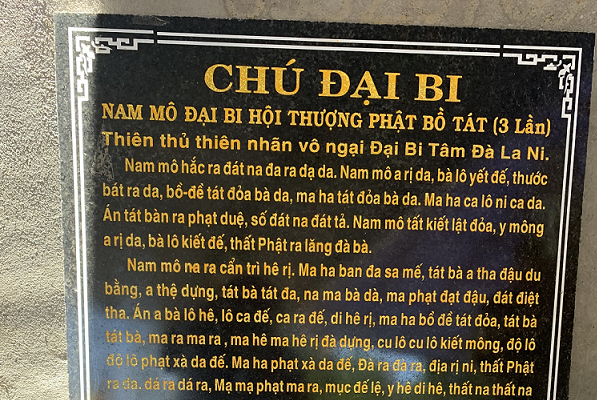 CHÚ ĐẠI BI
NAM MÔ ĐẠI BI HỘI THƯỢNG PHẬT BỒ TÁT (3 Lần)
Thiên thủ thiên nhãn vô ngại Đại Bi Tâm Đà La Ni.
Nam mô hắc ra đát na đa ra dạ da. Nam mô a rị da, bà lô yết đế, thước
bát ra da, bồ-đề tát đỏa bà da, ma ha tát đỏa bà da. Ma ha ca lô ni ca da.
Án tát bàn ra phạt duệ, số đát na đát tả. Nam mô tất kiết lật đỏa, y mông
a rị da, bà lô kiết đế, thất Phật ra lăng đà bà.
Nam mô na ra cẩn trì hê rị. Ma ha bàn đa sa mế, tát bà a tha đậu du
bằng, a thệ dựng, tát bà tát đa, na ma bà dà, ma phạt đạt đậu, đát điệt
tha. Án a bà lô hê, lô ca đế, ca ra đế, di hê rị, ma ha bồ đề tát đỏa, tát bà
tát bà, ma ra ma ra , ma hê ma hê rị đà dựng, cu lô cu lô kiết mông, độ lô
đô lô phạt xà da đế. Ma ha phạt xà da đế, Đà ra đà ra, địa rị ni, thất Phật
ra da. dá ra dá ra, Mạ mạ phạt ma ra, mục đế lệ, y hê di hê, thất na thất na